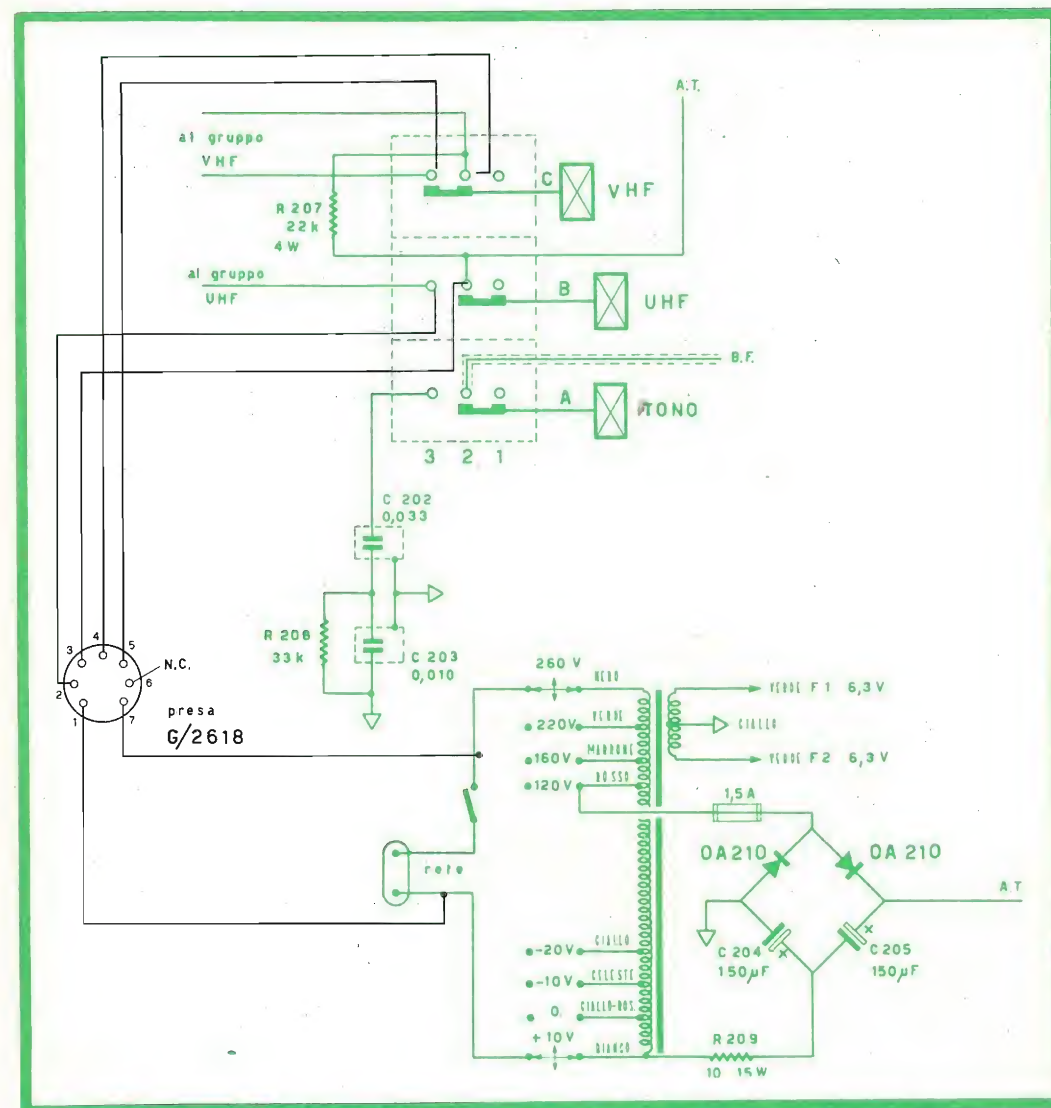 A.T.
al gruppo
VHF
C
VHF
R 207
22 k
4 W
al gruppo
UHF
B
UHF
B.F.
A
TONO
3 2 1
C 202
0,033
R 208
33 k
C 203
0,010
3
4
5
N.C.
2
6
1
7
presa
G/2618
260 V
NERO
220V
VERDE
160V
MARRONE
120V
ROSSO
VERDE F1 6,3 V
GIALLO
VERDE F2 6,3 V
1,5 A
OA210
OA 210
rete
A.T
-20V
GIALLO
-10V
CELESTE
0
GIALLO-ROS.
+10V
BIANCO
C 204
150µF
x
C 205
150µF
x
R 209
10 15 W